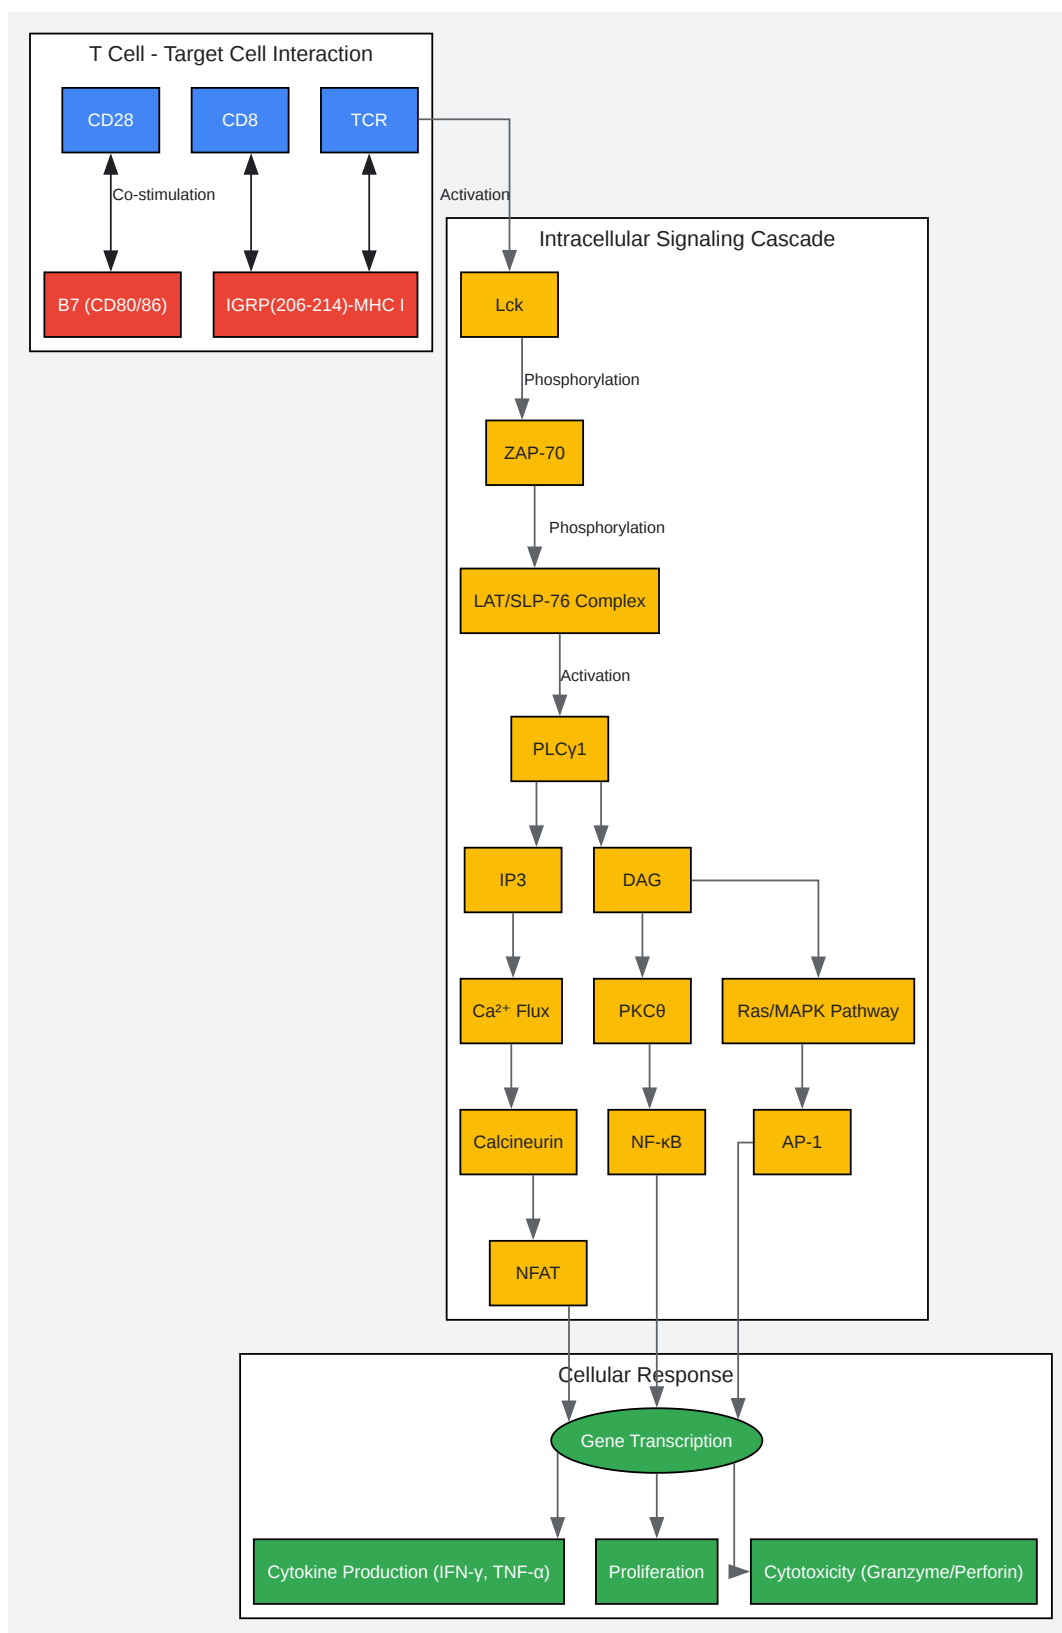 T Cell - Target Cell Interaction
CD28
CD8
TCR
Co-stimulation
Activation
B7 (CD80/86)
IGRP(206-214)-MHC I
Intracellular Signaling Cascade
Lck
Phosphorylation
ZAP-70
Phosphorylation
LAT/SLP-76 Complex
Activation
PLCγ1
IP3
DAG
Ca²⁺ Flux
PKCθ
Ras/MAPK Pathway
Calcineurin
NF-κB
AP-1
NFAT
Cellular Response
Gene Transcription
Cytokine Production (IFN-γ, TNF-α)
Proliferation
Cytotoxicity (Granzyme/Perforin)